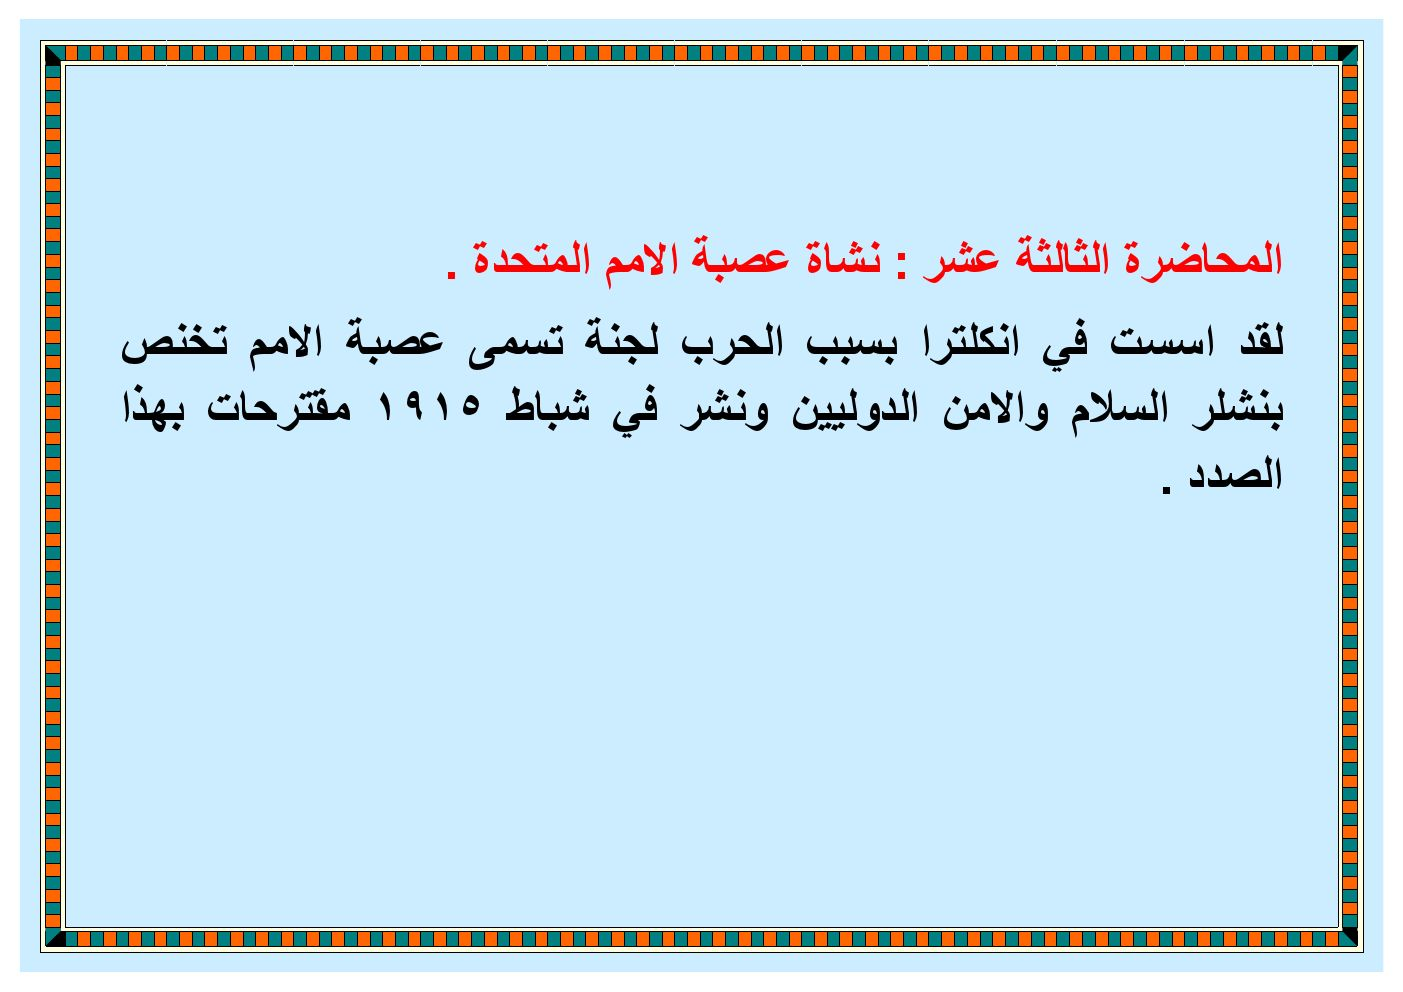 المحاضرة الثالثة عشر : نشاة عصبة الامم المتحدة .
لقد اسست في انكلترا بسبب الحرب لجنة تسمى عصبة الامم تخنص
بنشلر السلام والامن الدوليين ونشر في شباط ١٩١٥ مقترحات بهذا
الصدد .